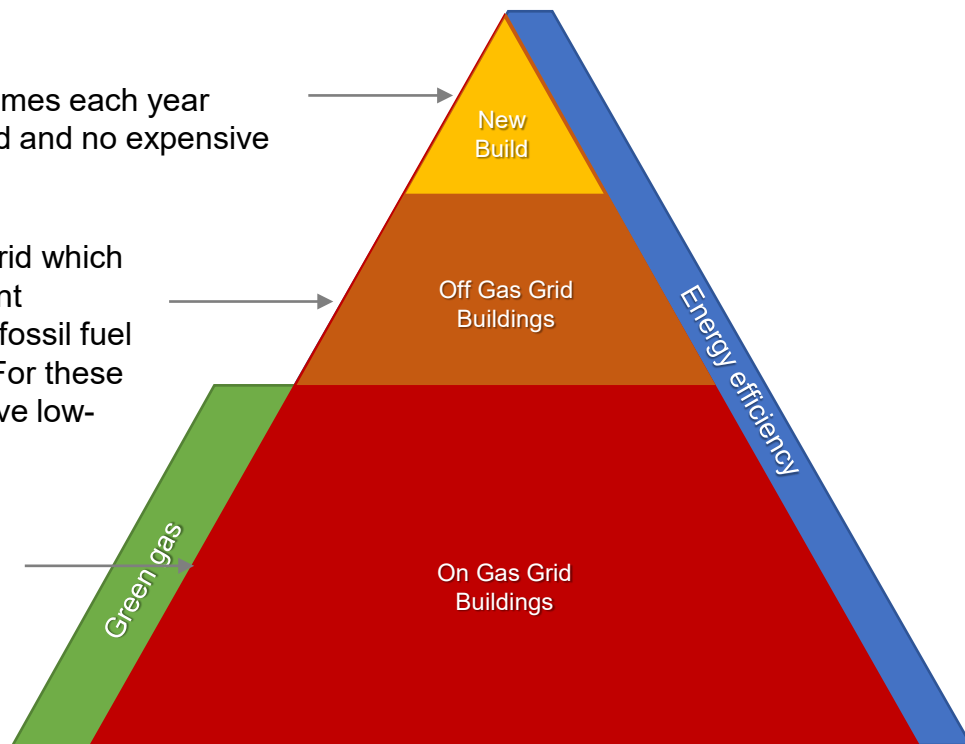 mes each year
d and no expensive
rid which
nt
fossil fuel
For these
ve low-
New
Build
Off Gas Grid
Buildings
Energy efficiency
Green gas
On Gas Grid
Buildings